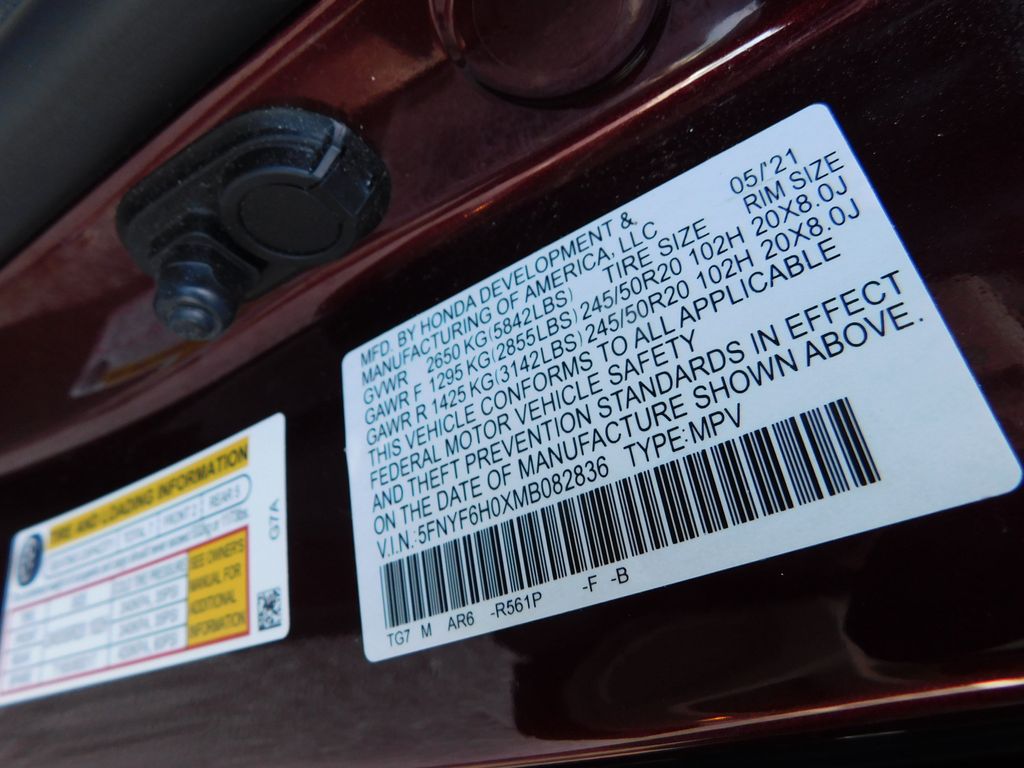 MFD. BY HONDA DEVELOPMENT &
MANUFACTURING OF AMERICA, LLC 05/'21
GVWR 2650 KG(5842LBS) TIRE SIZE RIM SIZE
GAWR F 1295 KG(2855LBS) 245/50R20 102H 20X8.0J
GAWR R 1425 KG(3142LBS) 245/50R20 102H 20X8.0J
THIS VEHICLE CONFORMS TO ALL APPLICABLE
FEDERAL MOTOR VEHICLE SAFETY
AND THEFT PREVENTION STANDARDS IN EFFECT
ON THE DATE OF MANUFACTURE SHOWN ABOVE.
V.I.N.:5FNYF6H0XMB082836 TYPE:MPV
TG7 M AR6 -R561P -F -B
TIRE AND LOADING INFORMATION
SEE OWNER'S
MANUAL FOR
ADDITIONAL
INFORMATION
G7A